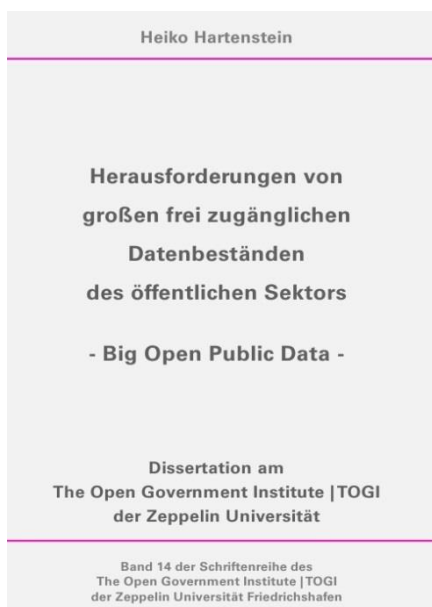 Heiko Hartenstein
Herausforderungen von
großen frei zugänglichen
Datenbeständen
des öffentlichen Sektors
- Big Open Public Data -
Dissertation am
The Open Government Institute | TOGI
der Zeppelin Universität
Band 14 der Schriftenreihe des
The Open Government Institute | TOGI
der Zeppelin Universität Friedrichshafen